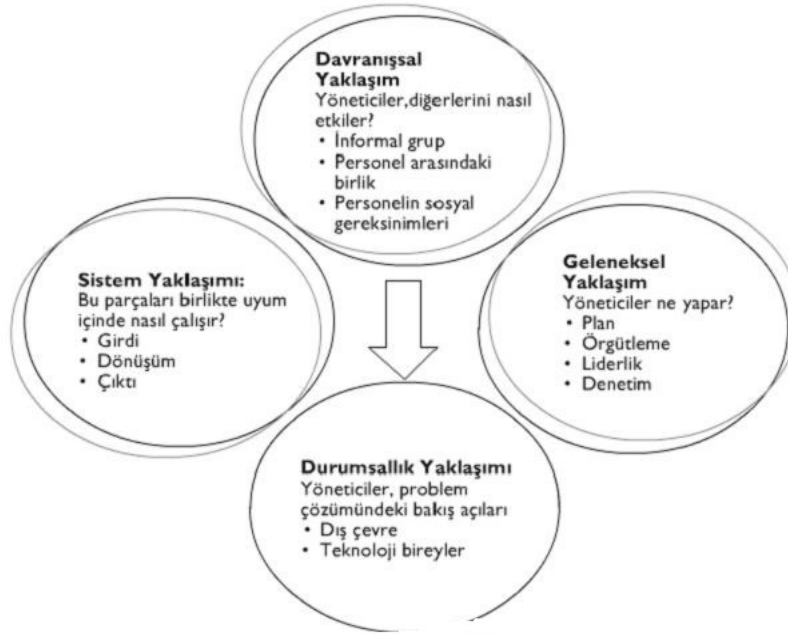 Davranışsal
Yaklaşım
Yöneticiler,diğerlerini nasıl
etkiler?
• İnformal grup
• Personel arasındaki
birlik
• Personelin sosyal
gereksinimleri
Sistem Yaklaşımı:
Bu parçaları birlikte uyum
içinde nasıl çalışır?
• Girdi
• Dönüşüm
• Çıktı
Geleneksel
Yaklaşım
Yöneticiler ne yapar?
• Plan
• Örgütleme
• Liderlik
• Denetim
Durumsallık Yaklaşımı
Yöneticiler, problem
çözümündeki bakış açıları
• Dış çevre
• Teknoloji bireyler